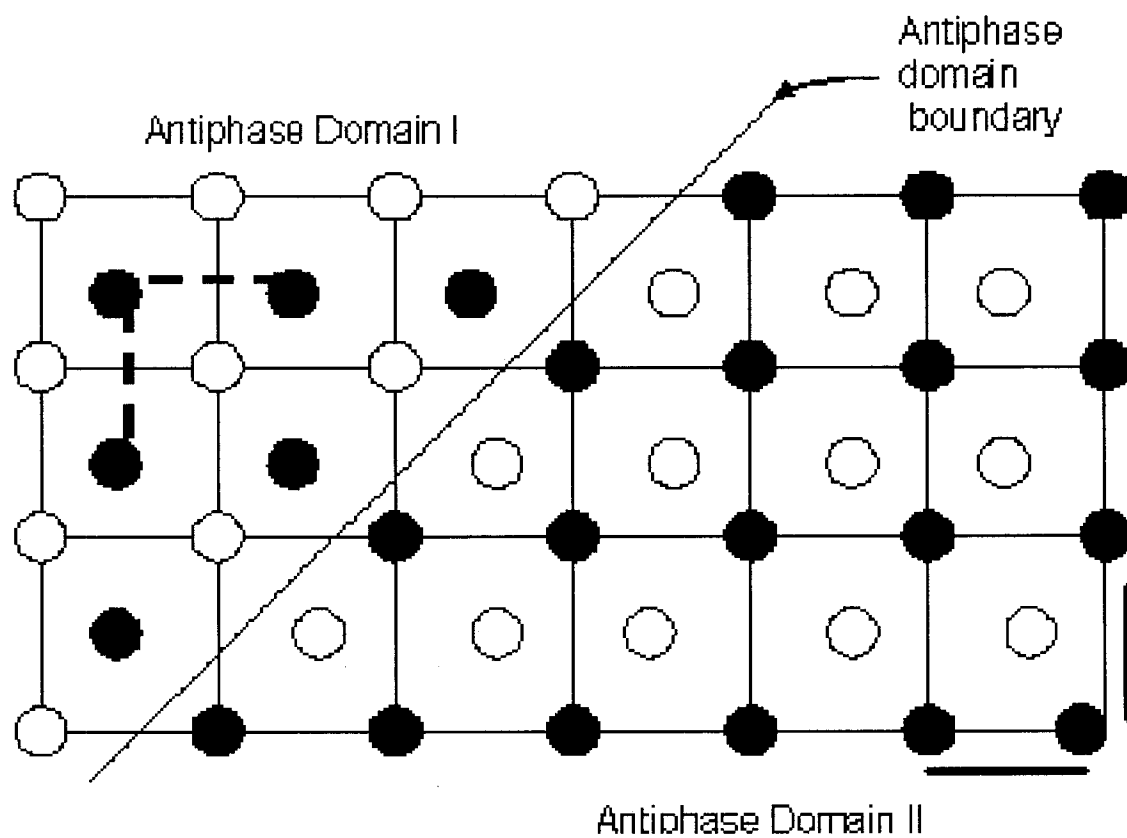 Antiphase
domain
boundary
Antiphase Domain I
Antiphase Domain II